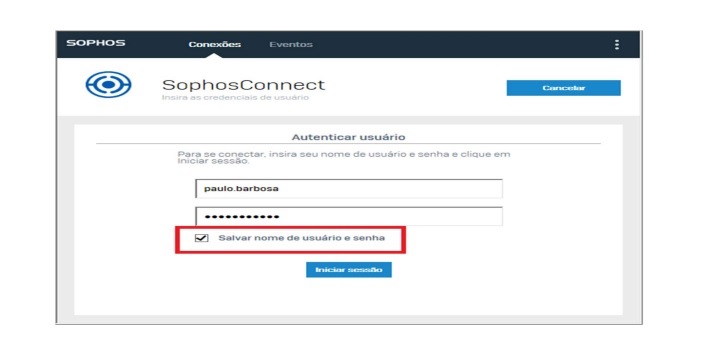 SOPHOS Conexões Eventos
SophosConnect
Insira as credenciais de usuário
Cancelar
Autenticar usuário
Para se conectar, insira seu nome de usuário e senha e clique em
Iniciar sessão.
paulo.barbosa
Salvar nome de usuário e senha
Iniciar sessão